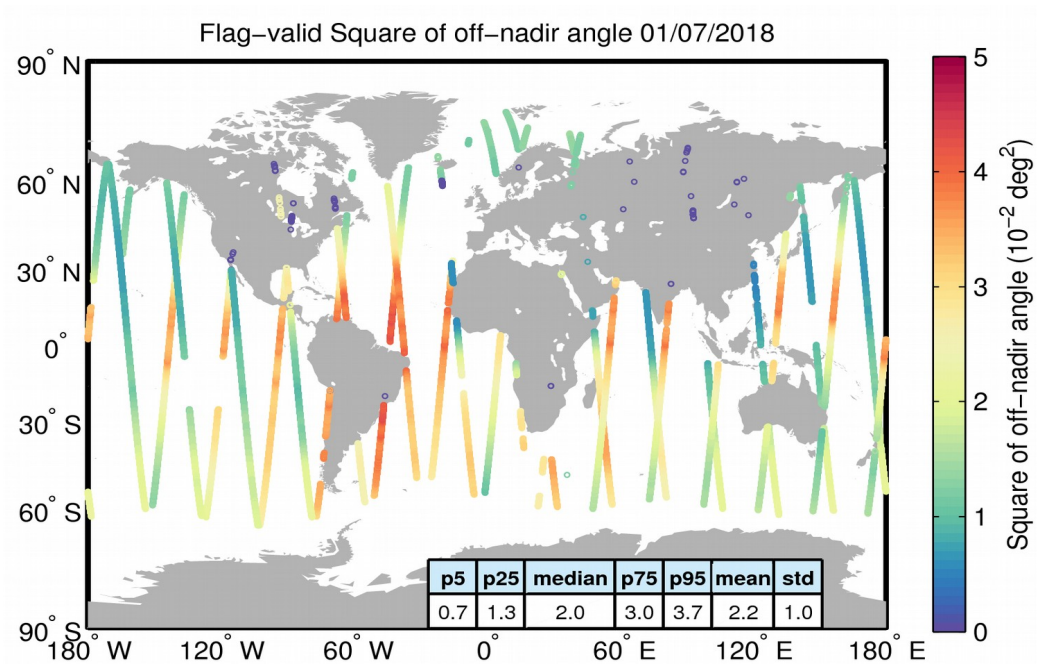 Flag−valid Square of off−nadir angle 01/07/2018
90° N
60° N
30° N
0°
30° S
60° S
90° S
180° W
120° W
60° W
0°
60° E
120° E
180° E
p5 p25 median p75 p95 mean std
0.7 1.3 2.0 3.0 3.7 2.2 1.0
5
4
3
2
1
0
Square of off−nadir angle (10⁻² deg²)